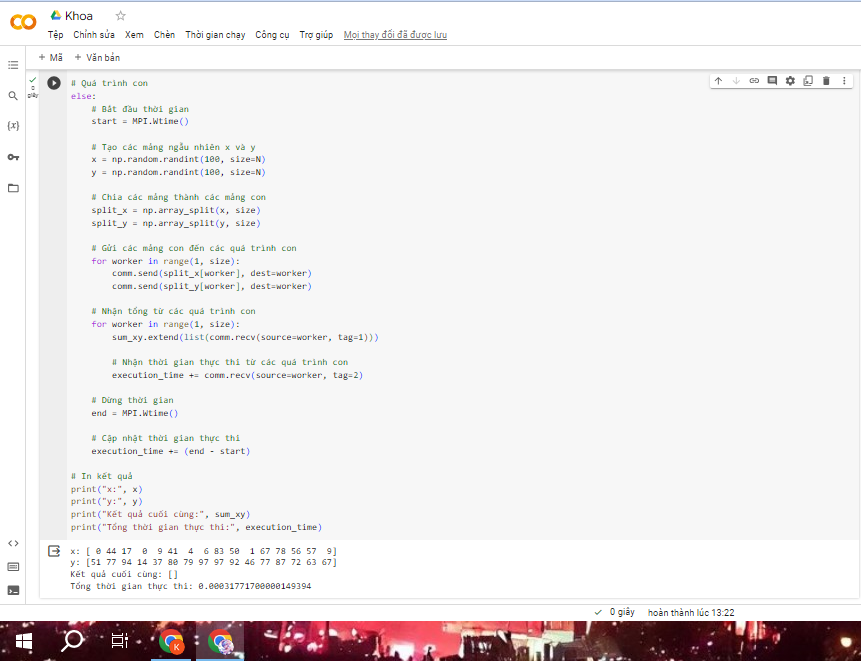 CO Khoa
Tệp Chỉnh sửa Xem Chèn Thời gian chạy Công cụ Trợ giúp Mọi thay đổi đã được lưu
+ Mã + Văn bản
0
giây
# Quá trình con
else:
# Bắt đầu thời gian
start = MPI.Wtime()
# Tạo các mảng ngẫu nhiên x và y
x = np.random.randint(100, size=N)
y = np.random.randint(100, size=N)
# Chia các mảng thành các mảng con
split_x = np.array_split(x, size)
split_y = np.array_split(y, size)
# Gửi các mảng con đến các quá trình con
for worker in range(1, size):
comm.send(split_x[worker], dest=worker)
comm.send(split_y[worker], dest=worker)
# Nhận tổng từ các quá trình con
for worker in range(1, size):
sum_xy.extend(list(comm.recv(source=worker, tag=1)))
# Nhận thời gian thực thi từ các quá trình con
execution_time += comm.recv(source=worker, tag=2)
# Dừng thời gian
end = MPI.Wtime()
# Cập nhật thời gian thực thi
execution_time += (end - start)
# In kết quả
print("x:", x)
print("y:", y)
print("Kết quả cuối cùng:", sum_xy)
print("Tổng thời gian thực thi:", execution_time)
x: [ 0 44 17 0 9 41 4 6 83 50 1 67 78 56 57 9]
y: [51 77 94 14 37 80 79 97 97 92 46 77 87 72 63 67]
Kết quả cuối cùng: []
Tổng thời gian thực thi: 0.00031771700000149394
0 giây hoàn thành lúc 13:22
K